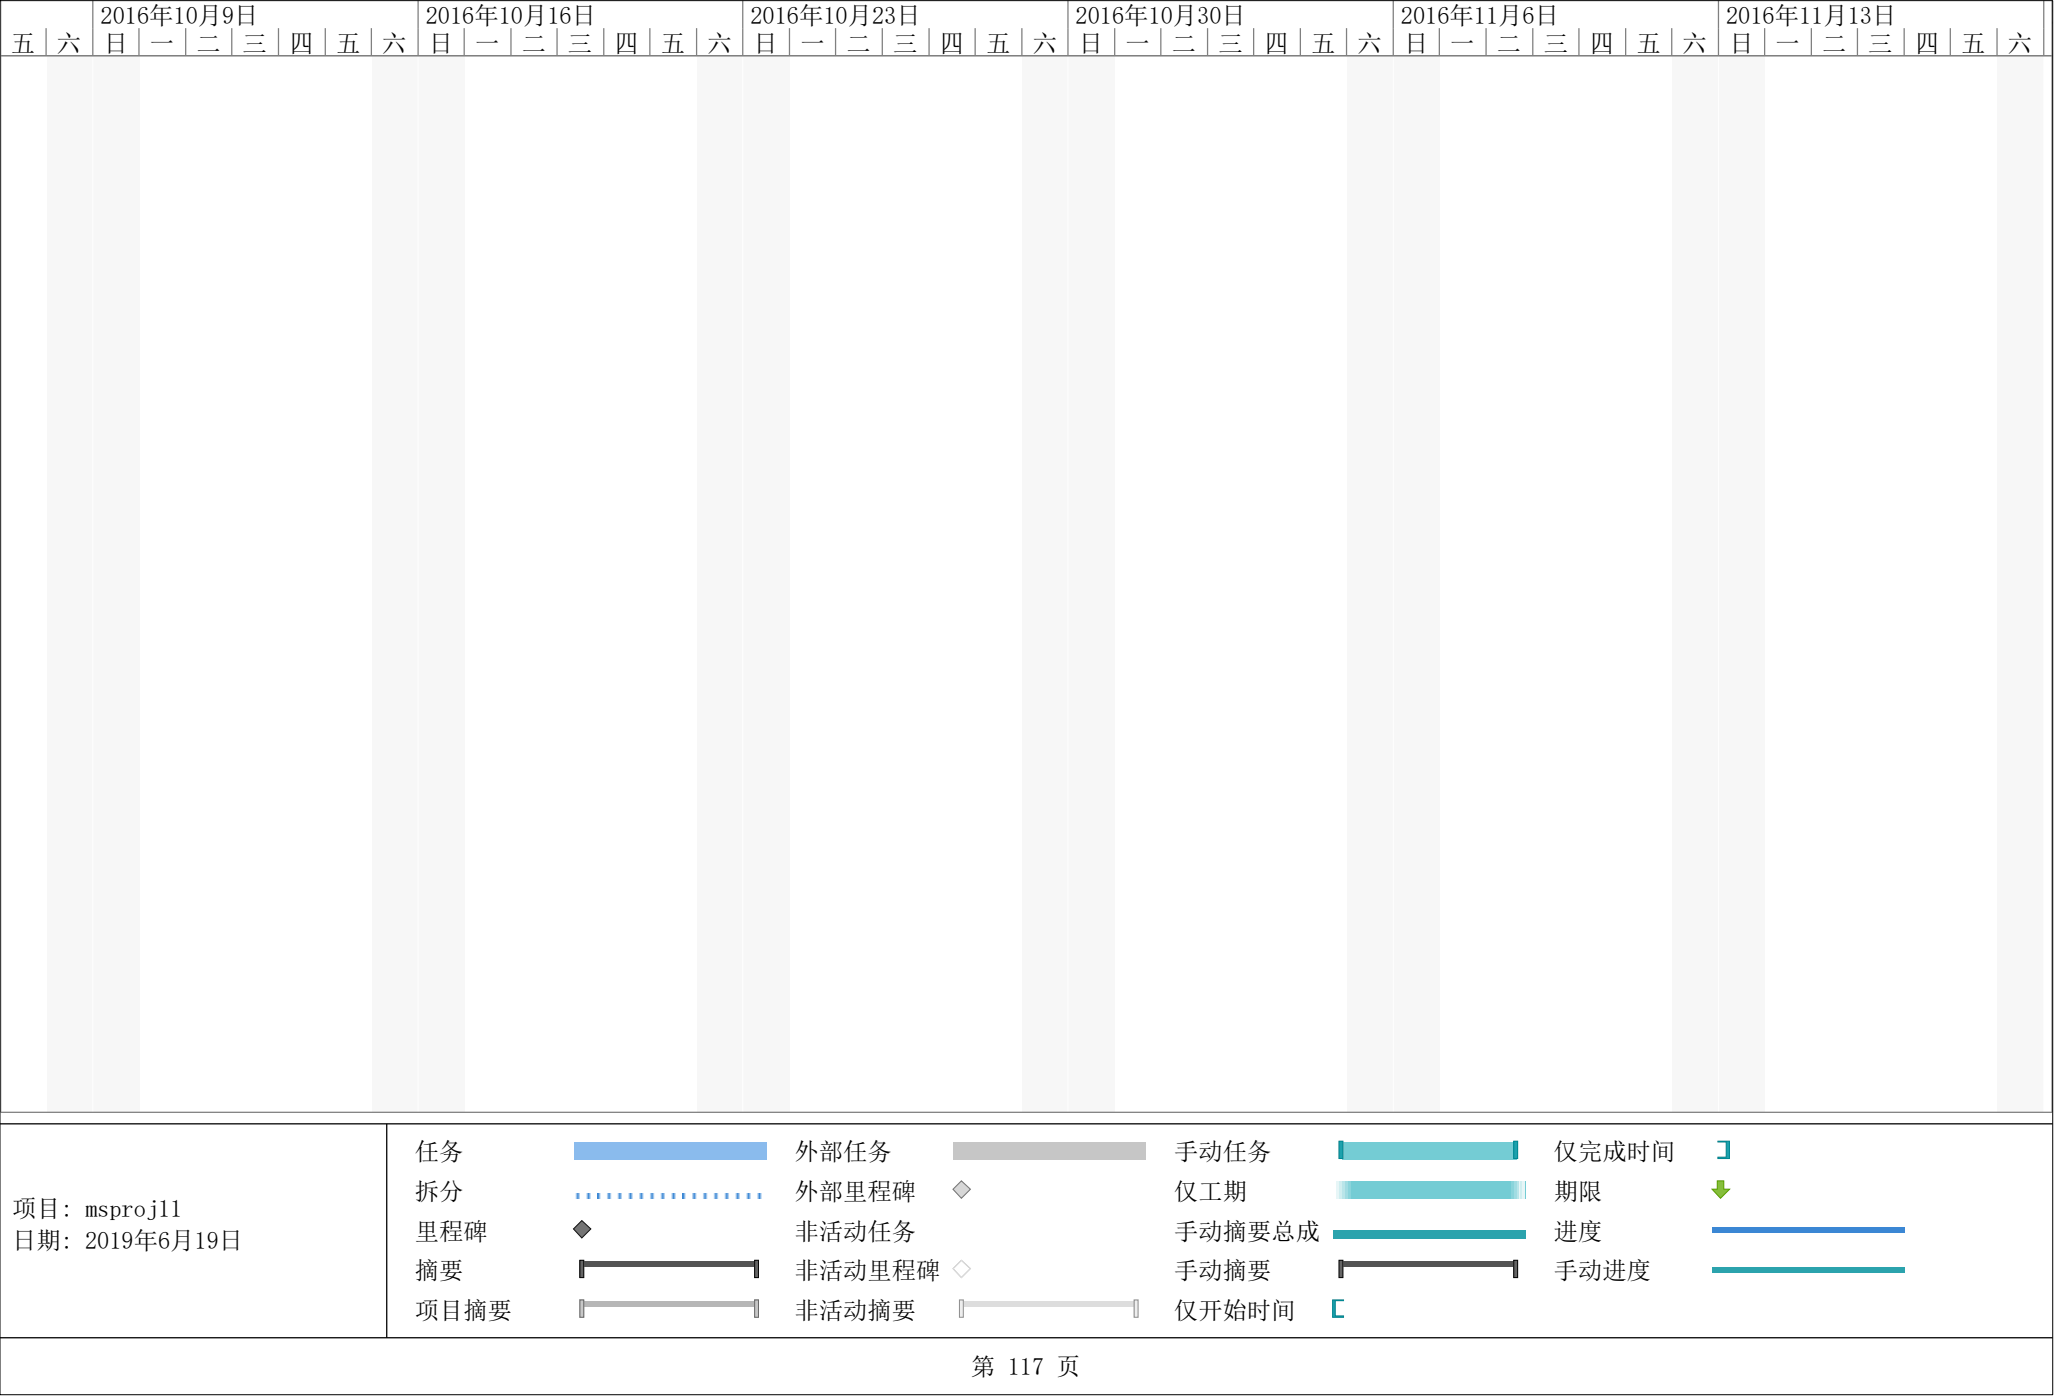 2016年10月9日 2016年10月16日 2016年10月23日 2016年10月30日 2016年11月6日 2016年11月13日
五 六 日 一 二 三 四 五 六 日 一 二 三 四 五 六 日 一 二 三 四 五 六 日 一 二 三 四 五 六 日 一 二 三 四 五 六 日 一 二 三 四 五 六
项目: msproj11
日期: 2019年6月19日
任务 外部任务 手动任务 仅完成时间
拆分 外部里程碑 仅工期 期限
里程碑 非活动任务 手动摘要总成 进度
摘要 非活动里程碑 手动摘要 手动进度
项目摘要 非活动摘要 仅开始时间
第 117 页